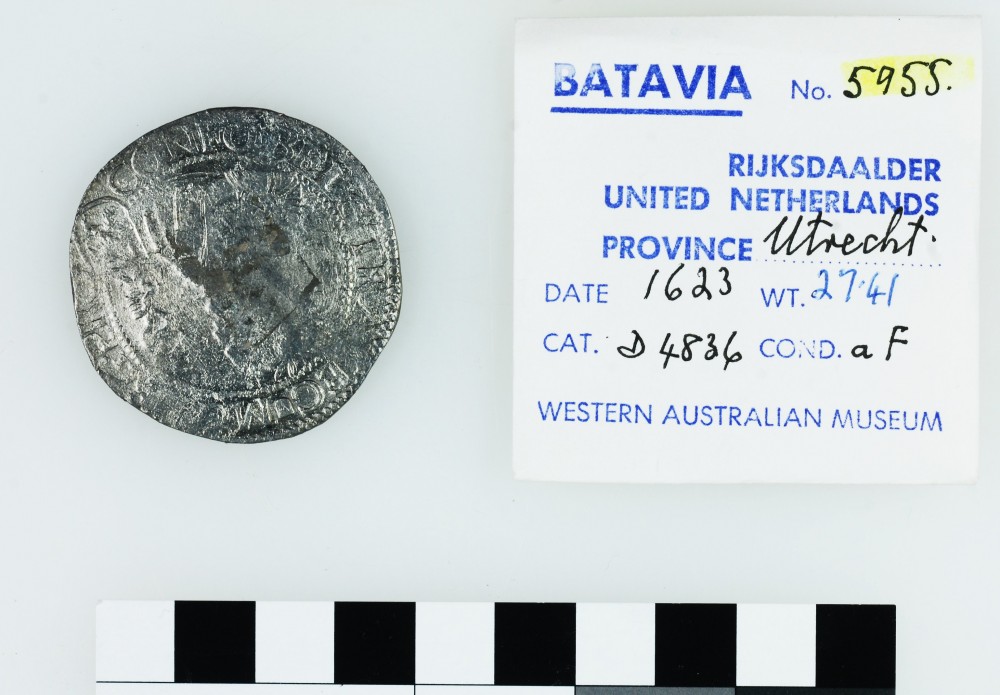 BATAVIA No. 5955.
RIJKSDAALDER
UNITED NETHERLANDS
PROVINCE Utrecht.
DATE 1623 WT. 27.41
CAT. D 4836 COND. a F
WESTERN AUSTRALIAN MUSEUM